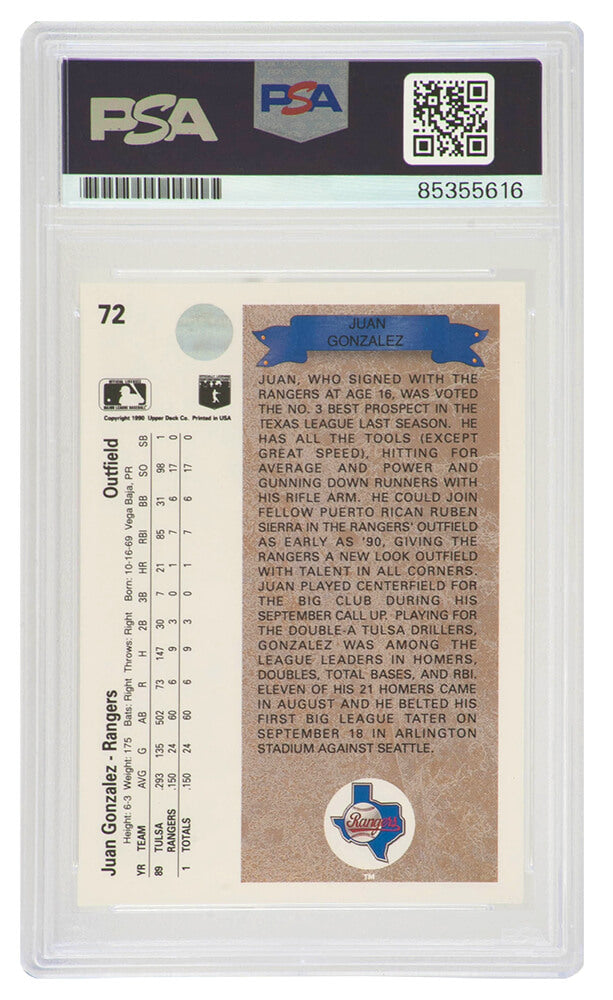 PSA
PSA
85355616
72
JUAN
GONZALEZ
JUAN, WHO SIGNED WITH THE
RANGERS AT AGE 16, WAS VOTED
THE NO. 3 BEST PROSPECT IN THE
TEXAS LEAGUE LAST SEASON. HE
HAS ALL THE TOOLS (EXCEPT
GREAT SPEED), HITTING FOR
AVERAGE AND POWER AND
GUNNING DOWN RUNNERS WITH
HIS RIFLE ARM. HE COULD JOIN
FELLOW PUERTO RICAN RUBEN
SIERRA IN THE RANGERS' OUTFIELD
AS EARLY AS '90, GIVING THE
RANGERS A NEW LOOK OUTFIELD
WITH TALENT IN ALL CORNERS.
JUAN PLAYED CENTERFIELD FOR
THE BIG CLUB DURING HIS
SEPTEMBER CALL UP. PLAYING FOR
THE DOUBLE-A TULSA DRILLERS,
GONZALEZ WAS AMONG THE
LEAGUE LEADERS IN HOMERS,
DOUBLES, TOTAL BASES, AND RBI.
ELEVEN OF HIS 21 HOMERS CAME
IN AUGUST AND HE BELTED HIS
FIRST BIG LEAGUE TATER ON
SEPTEMBER 18 IN ARLINGTON
STADIUM AGAINST SEATTLE.
Rangers
TM
Copyright 1990 Upper Deck Co. Printed in USA
Juan Gonzalez - Rangers Outfield
Height: 6-3 Weight: 175 Bats: Right Throws: Right Born: 10-16-69 Vega Baja, PR
YR TEAM AVG G AB R H 2B 3B HR RBI BB SO SB
89 TULSA .293 135 502 73 147 30 7 21 85 31 98 1
RANGERS .150 24 60 6 9 3 0 1 7 6 17 0
1 TOTALS .150 24 60 6 9 3 0 1 7 6 17 0